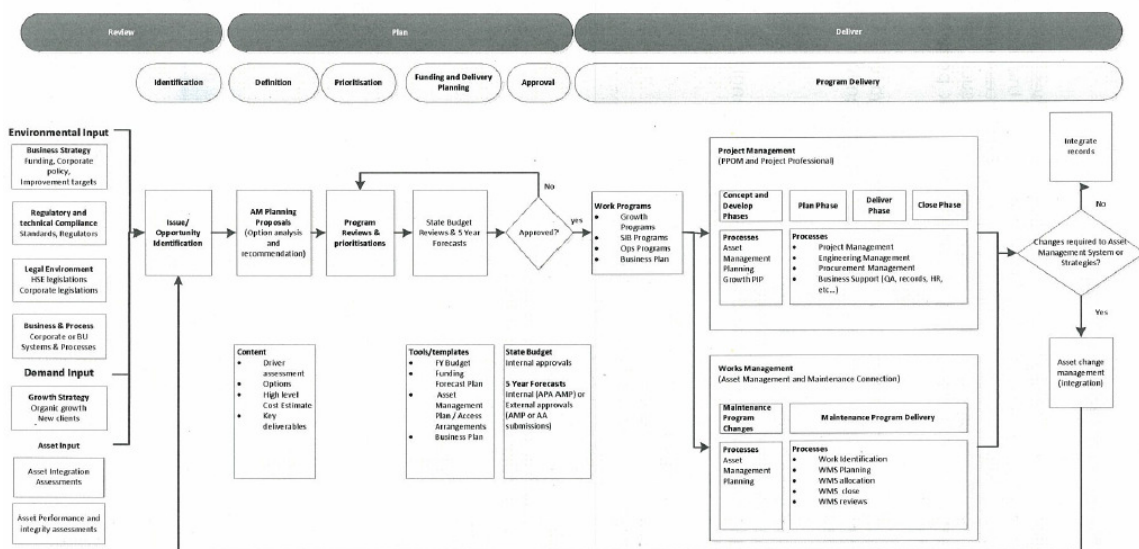 Review
Plan
Deliver
Identification
Definition
Prioritisation
Funding and Delivery
Planning
Approval
Program Delivery
Environmental Input
Business Strategy
Funding, Corporate
policy,
Improvement targets
Regulatory and
technical Compliance
Standards, Regulators
Legal Environment
HSE legislations
Corporate legislations
Business & Process
Corporate or BU
Systems & Processes
Demand Input
Growth Strategy
Organic growth
New clients
Asset Input
Asset Integration
Assessments
Asset Performance and
integrity assessments
Issue/
Opportunity
Identification
AM Planning
Proposals
(Option analysis
and
recommendation)
Program
Reviews &
prioritisations
State Budget
Reviews & 5 Year
Forecasts
No
Approved?
yes
Content
• Driver
assessment
• Options
• High level
Cost Estimate
• Key
deliverables
Tools/templates
• FY Budget
• Funding
Forecast Plan
• Asset
Management
Plan / Access
Arrangements
• Business Plan
State Budget
Internal approvals
5 Year Forecasts
Internal (APA AMP) or
External approvals
(AMP or AA
submissions)
Work Programs
• Growth
Programs
• SIB Programs
• Ops Programs
• Business Plan
Project Management
(PPDM and Project Professional)
Concept and
Develop
Phases
Plan Phase
Deliver
Phase
Close Phase
Processes
Asset
Management
Planning
Growth PIP
Processes
• Project Management
• Engineering Management
• Procurement Management
• Business Support (QA, records, HR,
etc...)
Works Management
(Asset Management and Maintenance Connection)
Maintenance
Program
Changes
Maintenance Program Delivery
Processes
Asset
Management
Planning
Processes
• Work Identification
• WMS Planning
• WMS allocation
• WMS close
• WMS reviews
Integrate
records
No
Changes required to Asset
Management System or
Strategies?
Yes
Asset change
management
(integration)